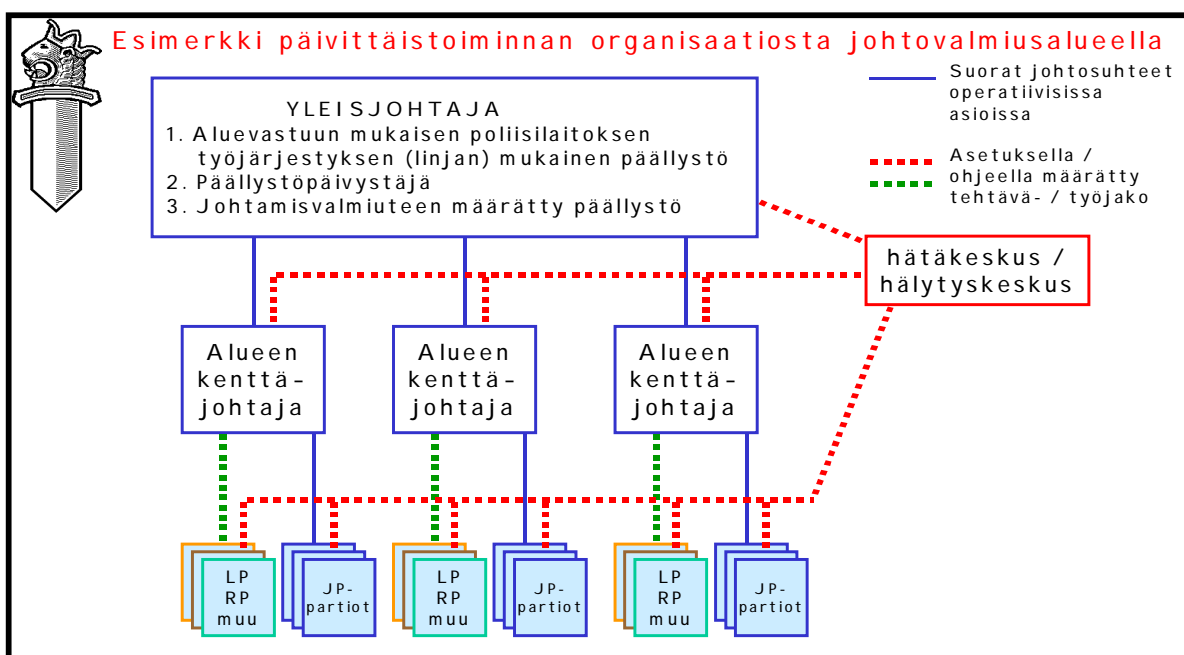 Esimerkki päivittäistoiminnan organisaatiosta johtovalmiusalueella
Suorat johtosuhteet
operatiivisissa
asioissa
Asetuksella /
ohjeella määrätty
tehtävä- / työjako
YLEISJOHTAJA
1. Aluevastuun mukaisen poliisilaitoksen
työjärjestyksen (linjan) mukainen päällystö
2. Päällystöpäivystäjä
3. Johtamisvalmiuteen määrätty päällystö
hätäkeskus /
hälytyskeskus
Alueen
kenttä-
johtaja
Alueen
kenttä-
johtaja
Alueen
kenttä-
johtaja
LP
RP
muu
JP-
partiot
LP
RP
muu
JP-
partiot
LP
RP
muu
JP-
partiot